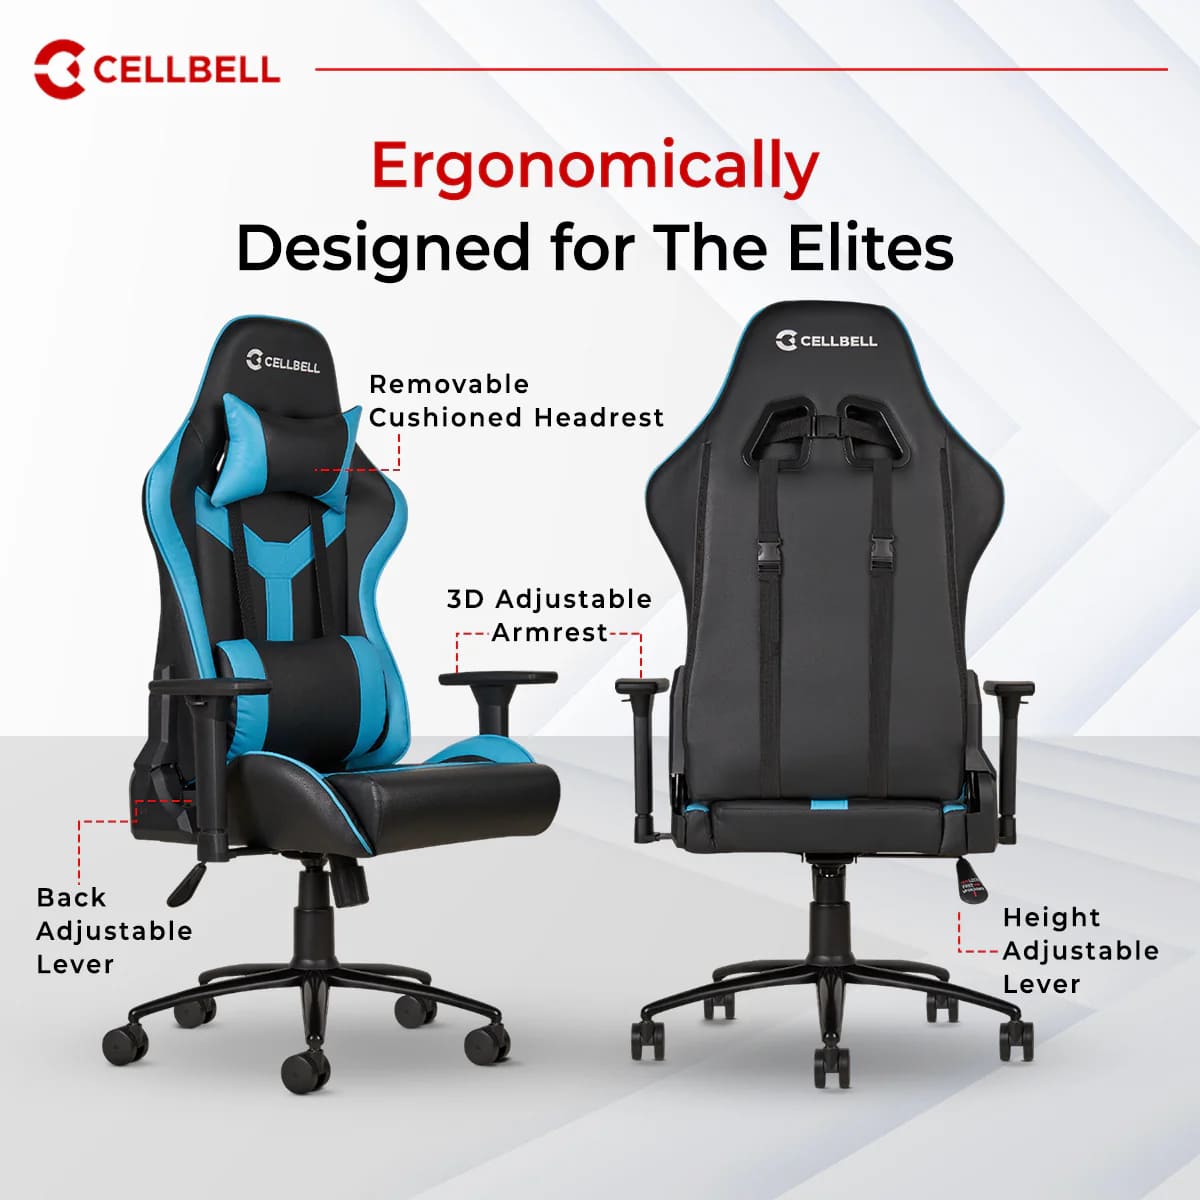 CELLBELL
Ergonomically
Designed for The Elites
CELLBELL
CELLBELL
Removable
Cushioned Headrest
3D Adjustable
Armrest
Back
Adjustable
Lever
Height
Adjustable
Lever